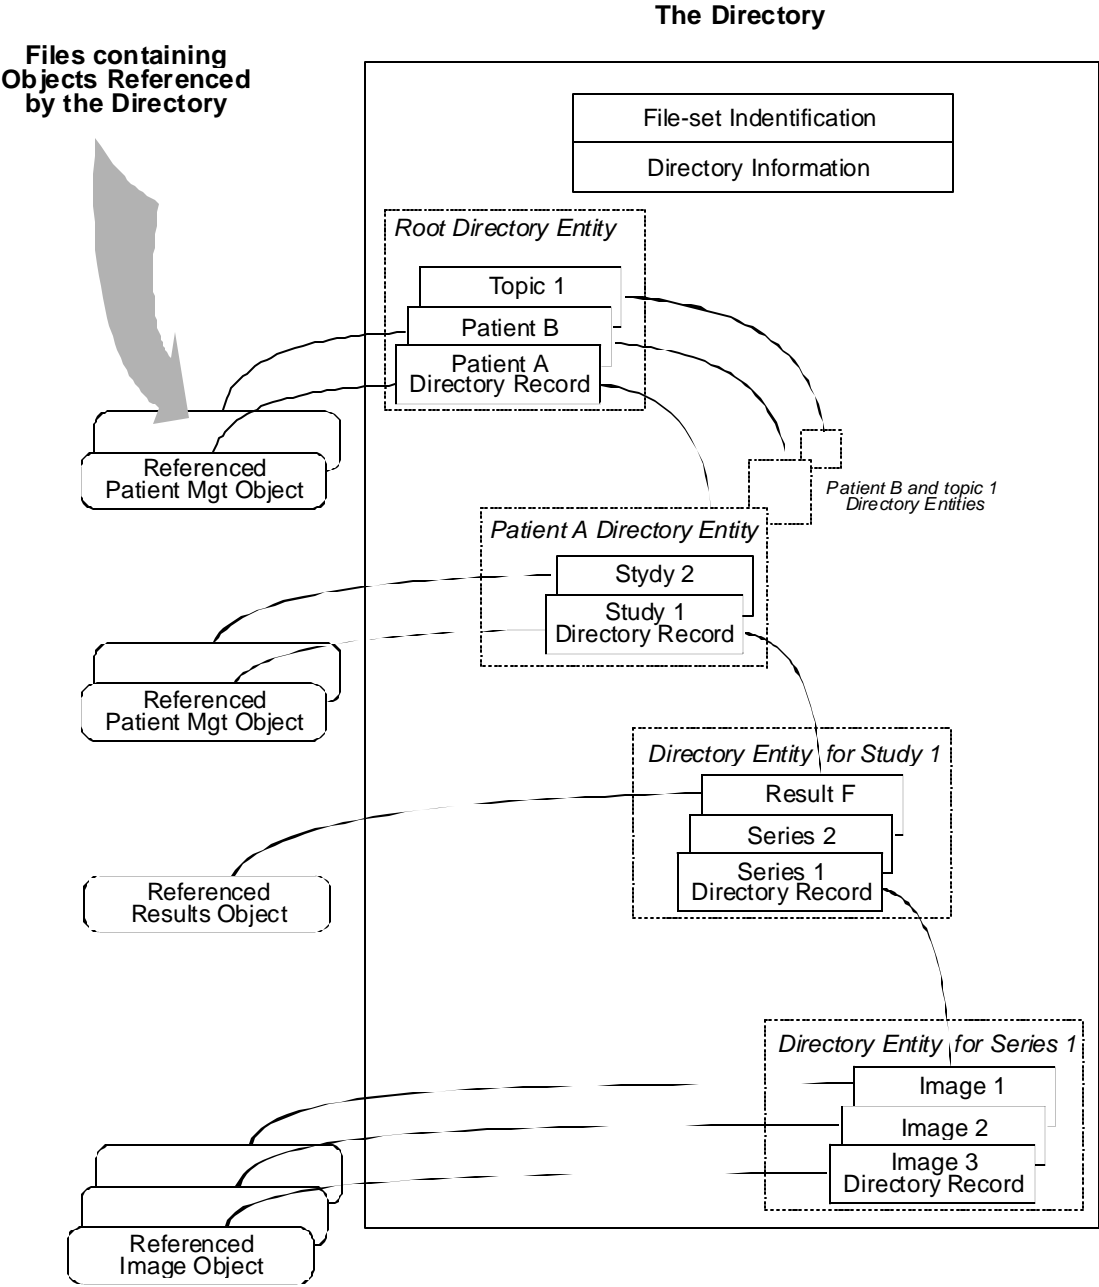 The Directory
Files containing
Objects Referenced
by the Directory
File-set Indentification
Directory Information
Root Directory Entity
Topic 1
Patient B
Patient A
Directory Record
Referenced
Patient Mgt Object
Patient B and topic 1
Directory Entities
Patient A Directory Entity
Stydy 2
Study 1
Directory Record
Referenced
Patient Mgt Object
Directory Entity for Study 1
Result F
Series 2
Series 1
Directory Record
Referenced
Results Object
Directory Entity for Series 1
Image 1
Image 2
Image 3
Directory Record
Referenced
Image Object